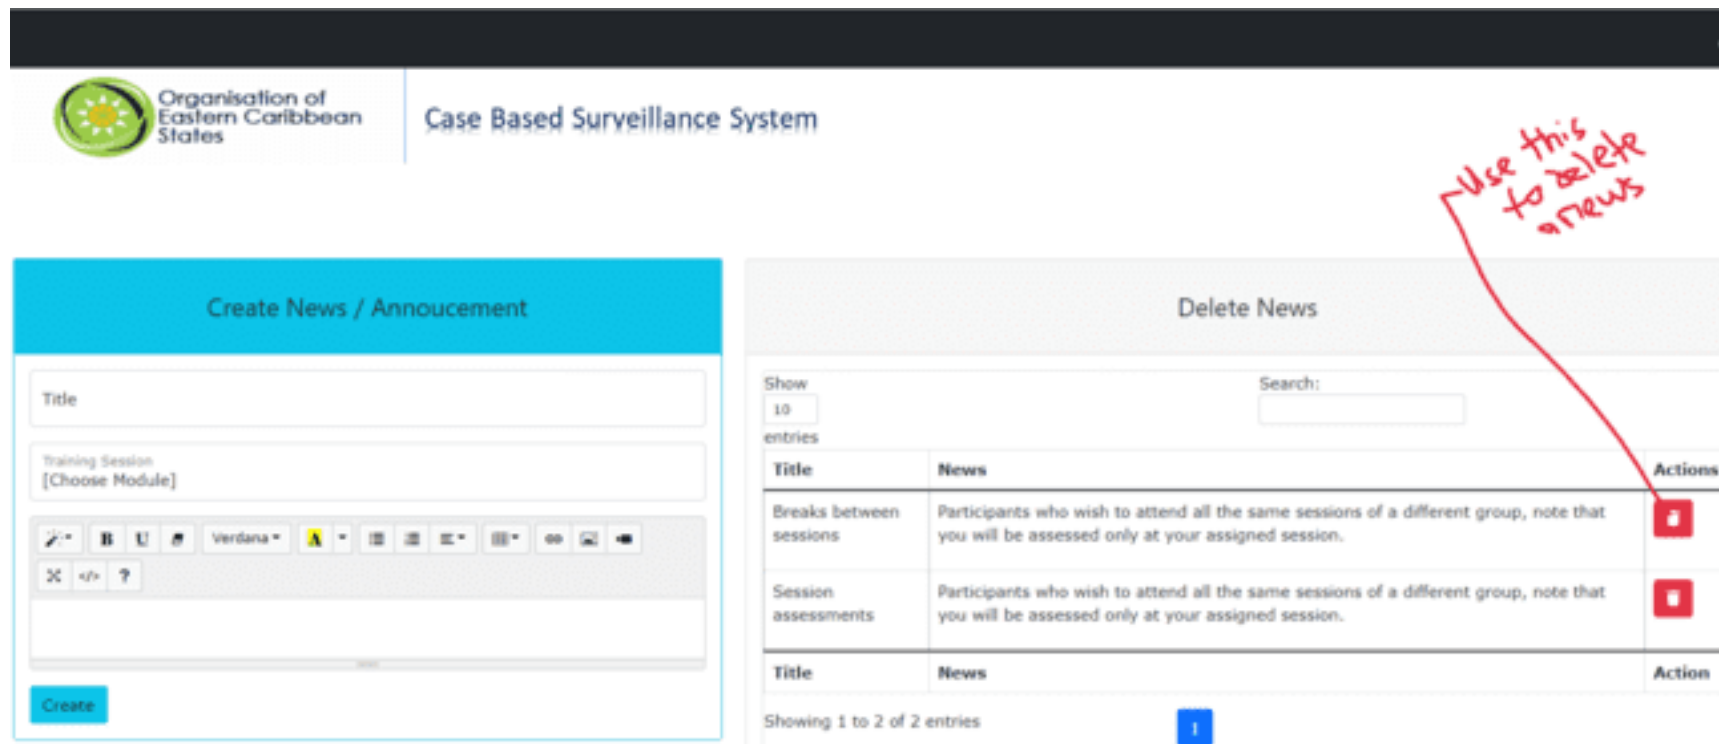 Organisation of
Eastern Caribbean
States
Case Based Surveillance System
Use this
to delete
a news
Create News / Annoucement
Title
Training Session
[Choose Module]
B U Verdana A
</> ?
Create
Delete News
Show
10
entries
Search:
Title News Actions
Breaks between
sessions
Participants who wish to attend all the same sessions of a different group, note that
you will be assessed only at your assigned session.
Session
assessments
Participants who wish to attend all the same sessions of a different group, note that
you will be assessed only at your assigned session.
Title News Action
Showing 1 to 2 of 2 entries
1